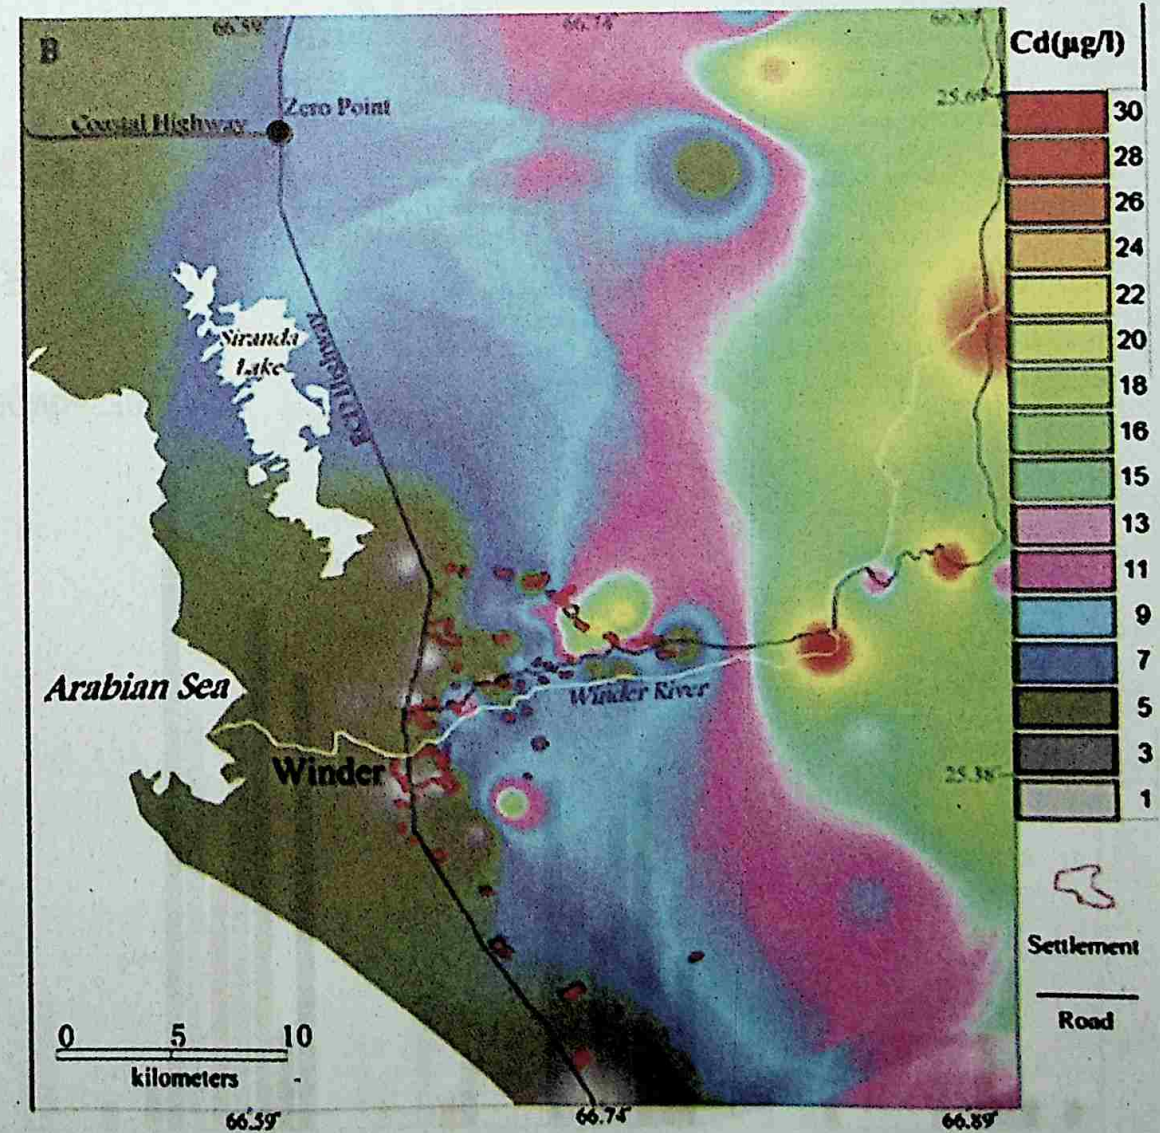 B
66.59°
66.74°
66.89°
Cd(µg/l)
25.69°
Zero Point
Coastal Highway
30
28
26
24
22
20
18
16
15
13
11
9
7
5
3
1
Siranda
Lake
RCD Highway
Arabian Sea
Winder River
Winder
25.38°
Settlement
Road
0 5 10
kilometers
66.59°
66.74°
66.89°